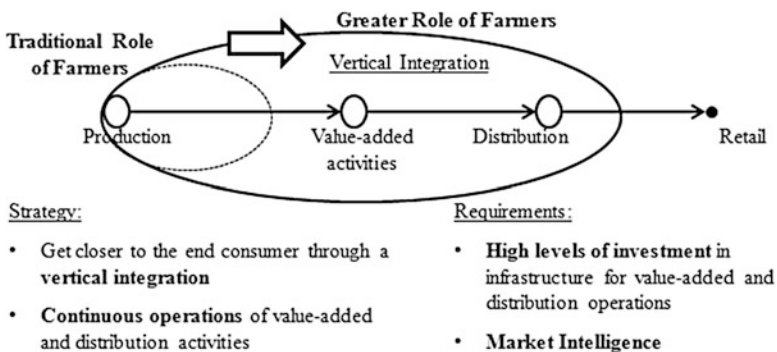 Greater Role of Farmers
Traditional Role
of Farmers
Vertical Integration
Production
Value-added
activities
Distribution
Retail
Strategy:
• Get closer to the end consumer through a
vertical integration
• Continuous operations of value-added
and distribution activities
Requirements:
• High levels of investment in
infrastructure for value-added and
distribution operations
• Market Intelligence